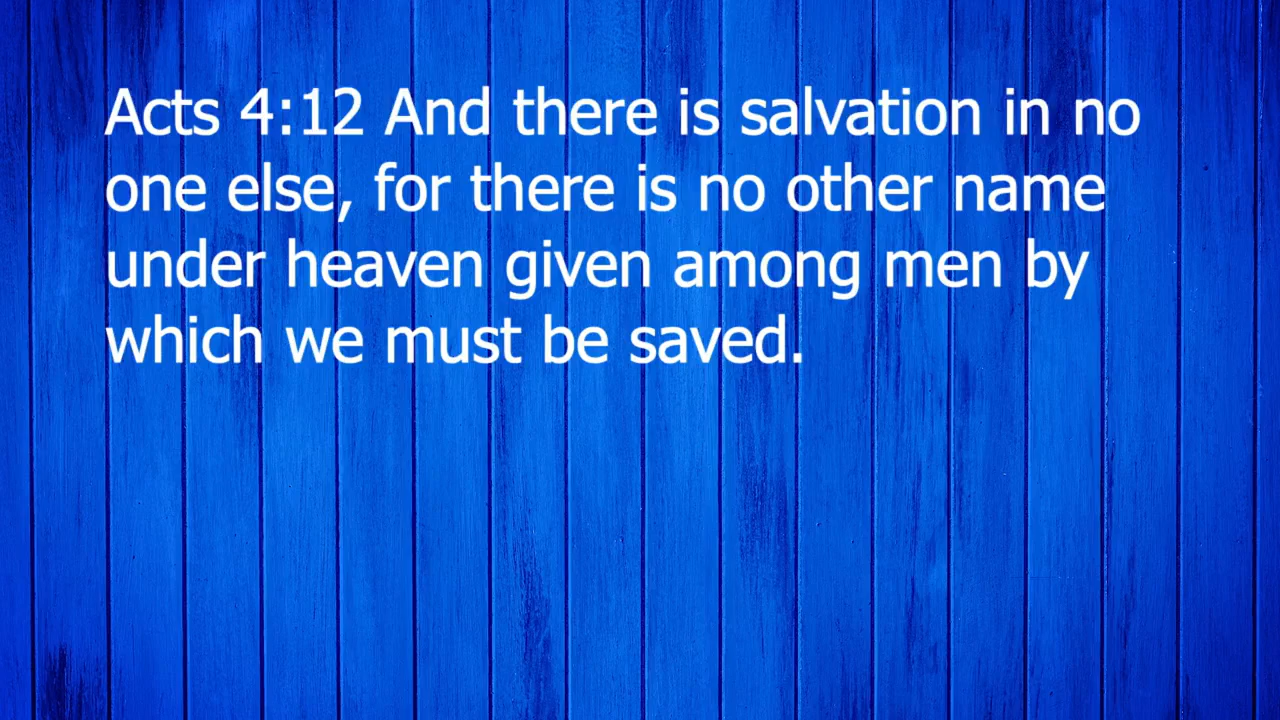 Acts 4:12 And there is salvation in no
one else, for there is no other name
under heaven given among men by
which we must be saved.